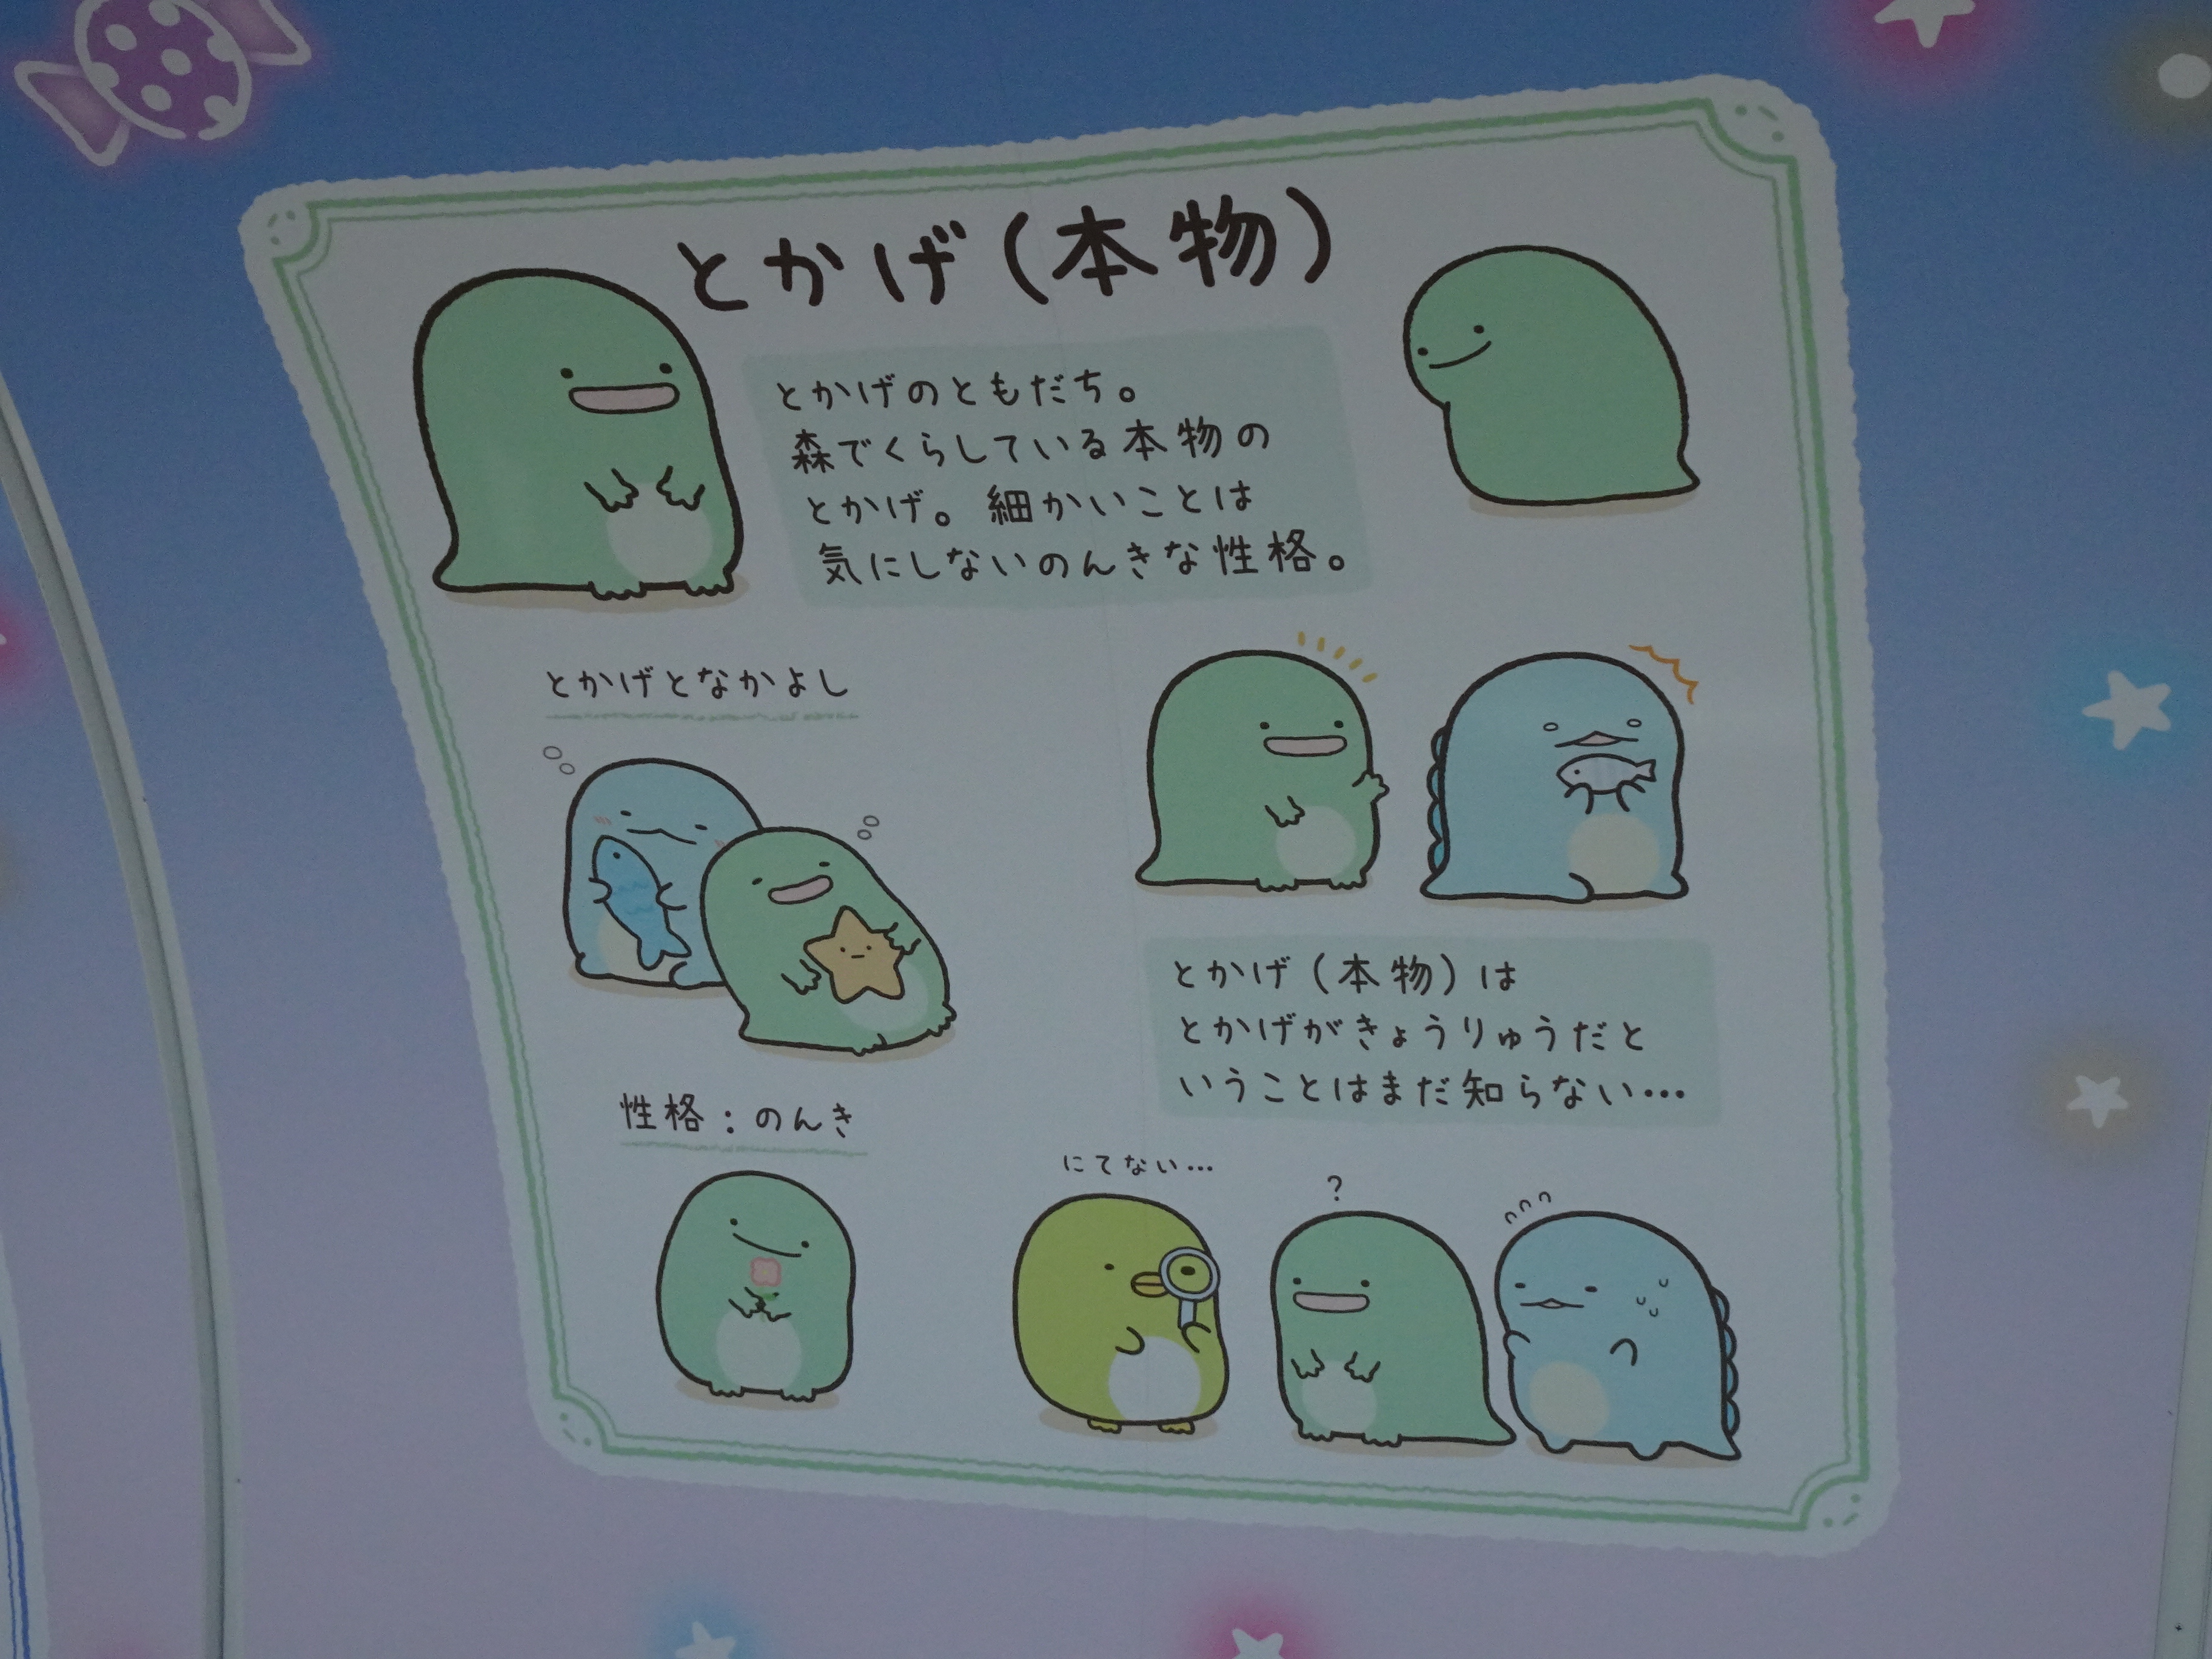 とかげ(本物)
とかげのともだち。
森でくらしている本物の
とかげ。細かいことは
気にしないのんきな性格。
とかげとなかよし
とかげ(本物)は
とかげがきょうりゅうだと
いうことはまだ知らない…
性格:のんき
にてない…
?